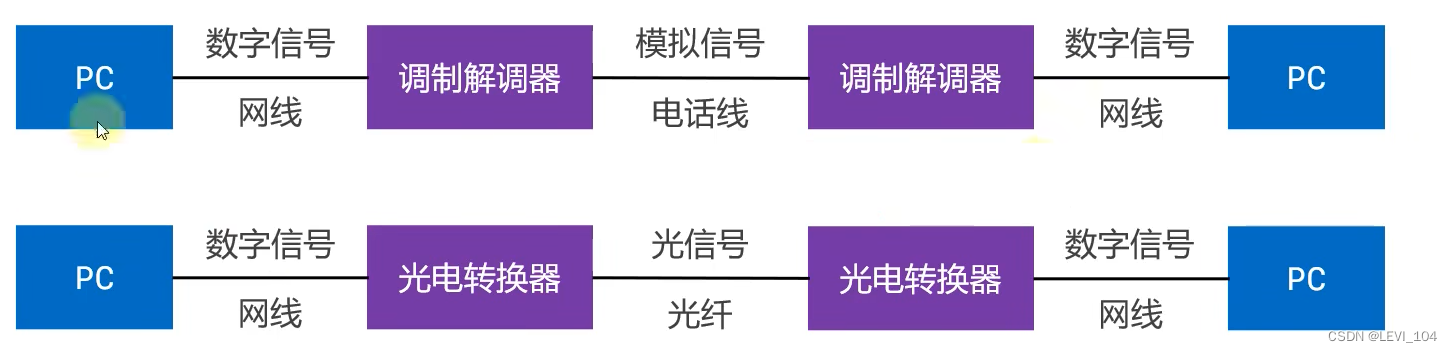 数字信号 模拟信号 数字信号
PC 调制解调器 调制解调器 PC
网线 电话线 网线
数字信号 光信号 数字信号
PC 光电转换器 光电转换器 PC
网线 光纤 网线
CSDN @LEVI_104